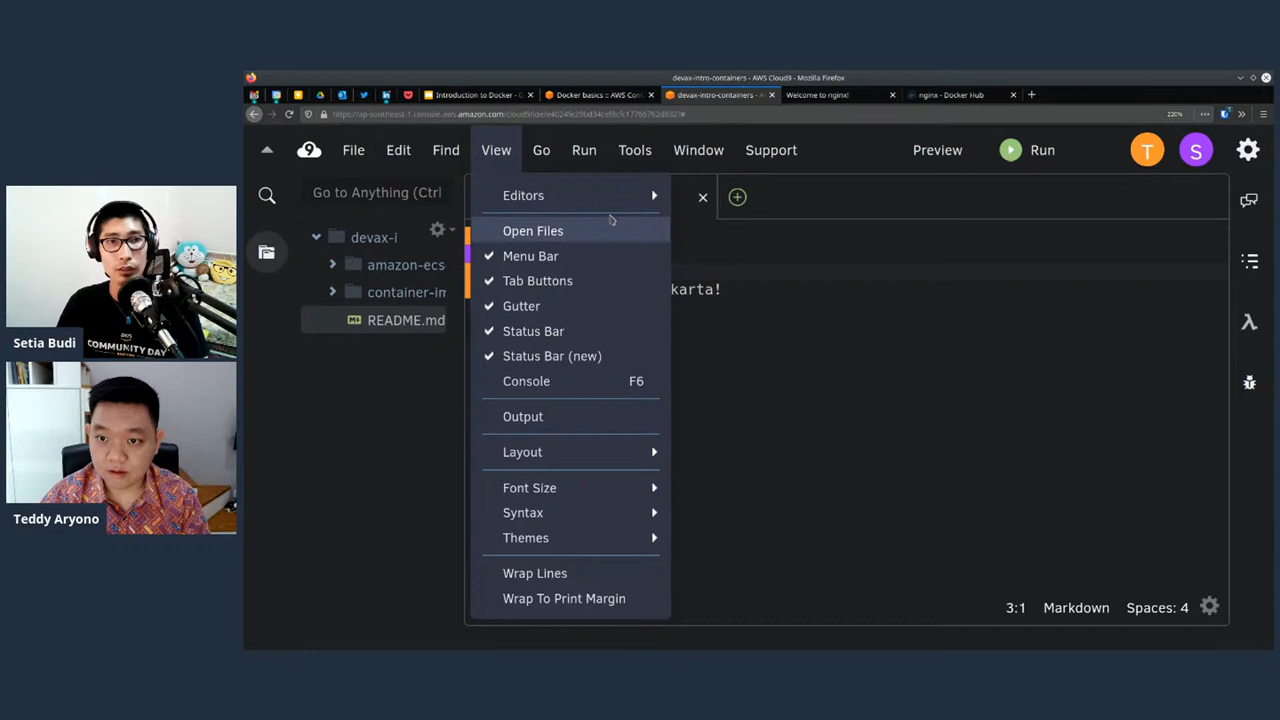 devax-intro-containers - AWS Cloud9 - Mozilla Firefox
Introduction to Docker - G
Docker basics :: AWS Con
devax-intro-containers - A
Welcome to nginx!
nginx - Docker Hub
220%
9
File
Edit
Find
View
Go
Run
Tools
Window
Support
Preview
Run
T
S
Go to Anything (Ctrl
devax-i
amazon-ecs
container-im
README.md
Editors
Open Files
Menu Bar
Tab Buttons
Gutter
Status Bar
Status Bar (new)
Console F6
Output
Layout
Font Size
Syntax
Themes
Wrap Lines
Wrap To Print Margin
karta!
3:1 Markdown Spaces: 4
COMMUNITY DAY
Setia Budi
Teddy Aryono